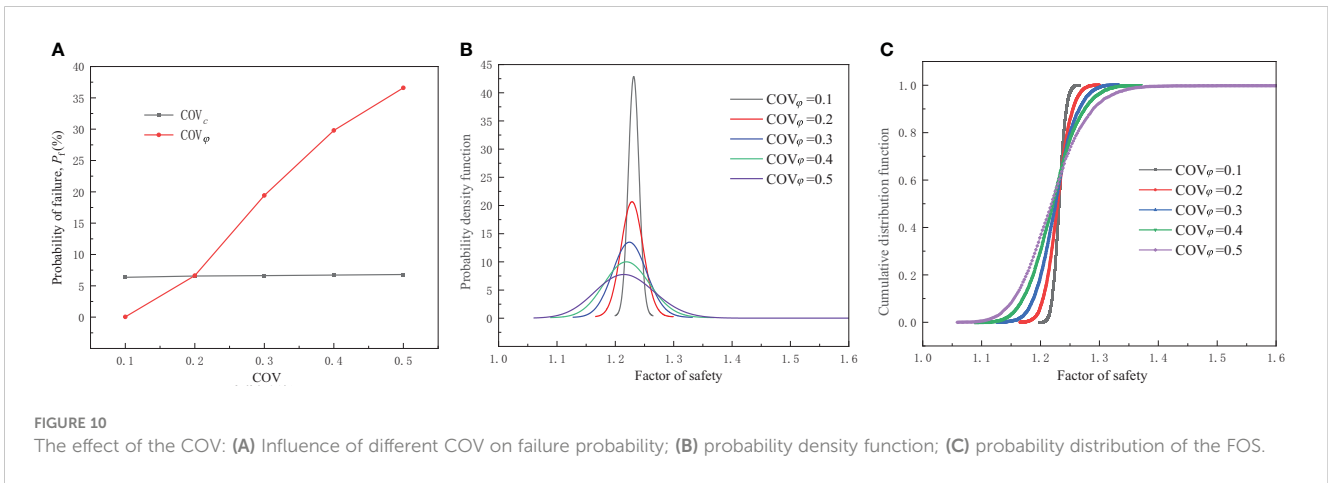 A
40
35
30
25
20
15
10
5
0
Probability of failure, Pf(%)
COVc
COVφ
0.1 0.2 0.3 0.4 0.5
COV
B
45
40
35
30
25
20
15
10
5
0
Probability density function
COVφ=0.1
COVφ=0.2
COVφ=0.3
COVφ=0.4
COVφ=0.5
1.0 1.1 1.2 1.3 1.4 1.5 1.6
Factor of safety
C
1.0
0.8
0.6
0.4
0.2
0.0
Cumulative distribution function
COVφ=0.1
COVφ=0.2
COVφ=0.3
COVφ=0.4
COVφ=0.5
1.0 1.1 1.2 1.3 1.4 1.5 1.6
Factor of safety
FIGURE 10
The effect of the COV: (A) Influence of different COV on failure probability; (B) probability density function; (C) probability distribution of the FOS.